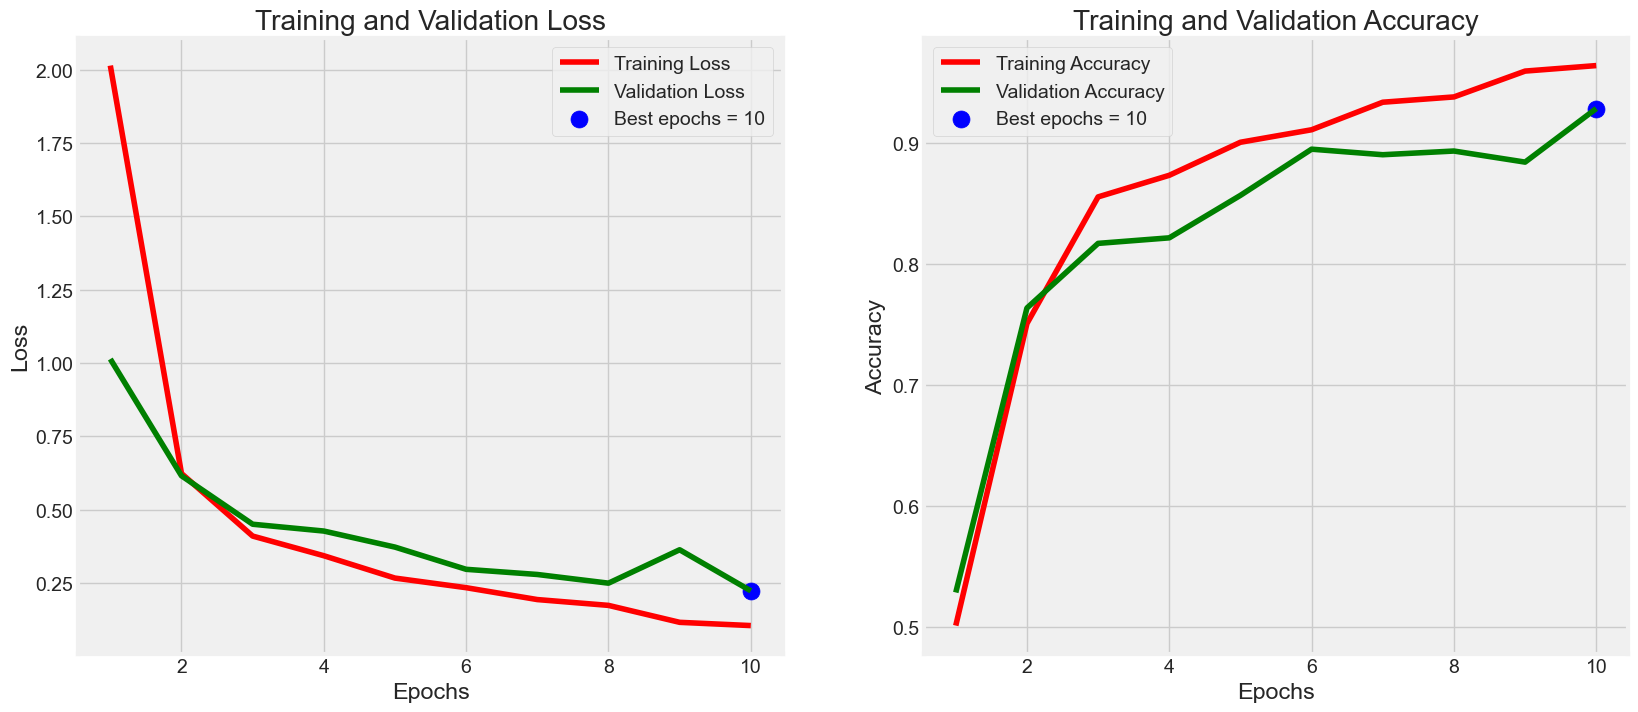 Training and Validation Loss
Training Loss
Validation Loss
Best epochs = 10
2.00
1.75
1.50
1.25
1.00
0.75
0.50
0.25
Loss
2 4 6 8 10
Epochs
Training and Validation Accuracy
Training Accuracy
Validation Accuracy
Best epochs = 10
0.9
0.8
0.7
0.6
0.5
Accuracy
2 4 6 8 10
Epochs